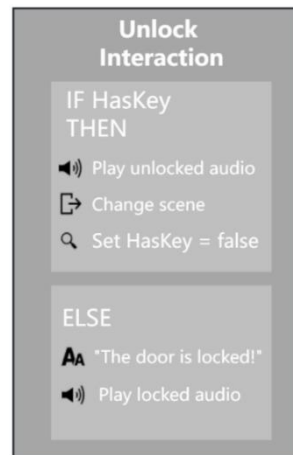 Unlock
Interaction
IF HasKey
THEN
Play unlocked audio
Change scene
Set HasKey = false
ELSE
AA "The door is locked!"
Play locked audio